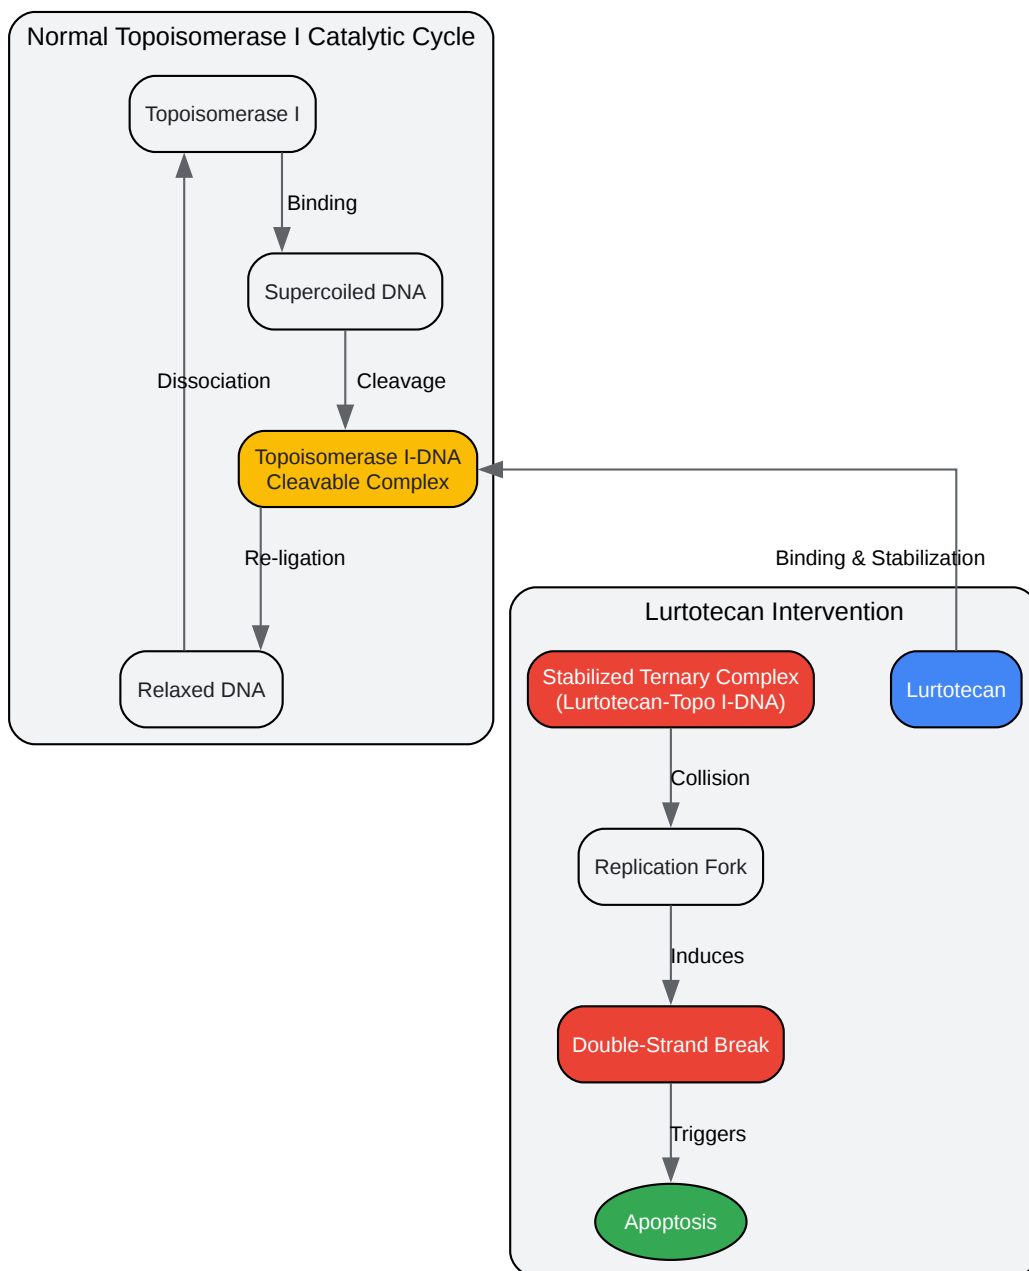 Normal Topoisomerase I Catalytic Cycle
Topoisomerase I
Binding
Supercoiled DNA
Dissociation
Cleavage
Topoisomerase I-DNA
Cleavable Complex
Re-ligation
Relaxed DNA
Binding & Stabilization
Lurtotecan Intervention
Stabilized Ternary Complex
(Lurtotecan-Topo I-DNA)
Lurtotecan
Collision
Replication Fork
Induces
Double-Strand Break
Triggers
Apoptosis